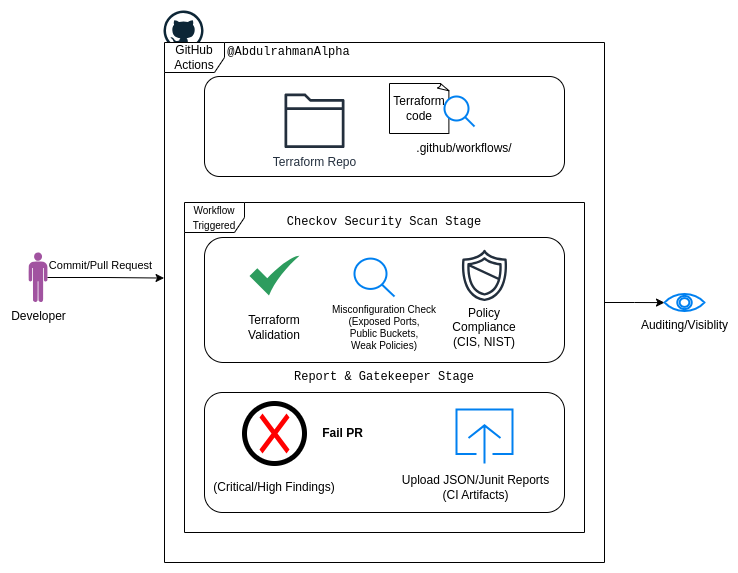 GitHub
Actions
@AbdulrahmanAlpha
Terraform
code
Terraform Repo
.github/workflows/
Workflow
Triggered
Checkov Security Scan Stage
Commit/Pull Request
Developer
Terraform
Validation
Misconfiguration Check
(Exposed Ports,
Public Buckets,
Weak Policies)
Policy
Compliance
(CIS, NIST)
Auditing/Visiblity
Report & Gatekeeper Stage
Fail PR
(Critical/High Findings)
Upload JSON/Junit Reports
(CI Artifacts)